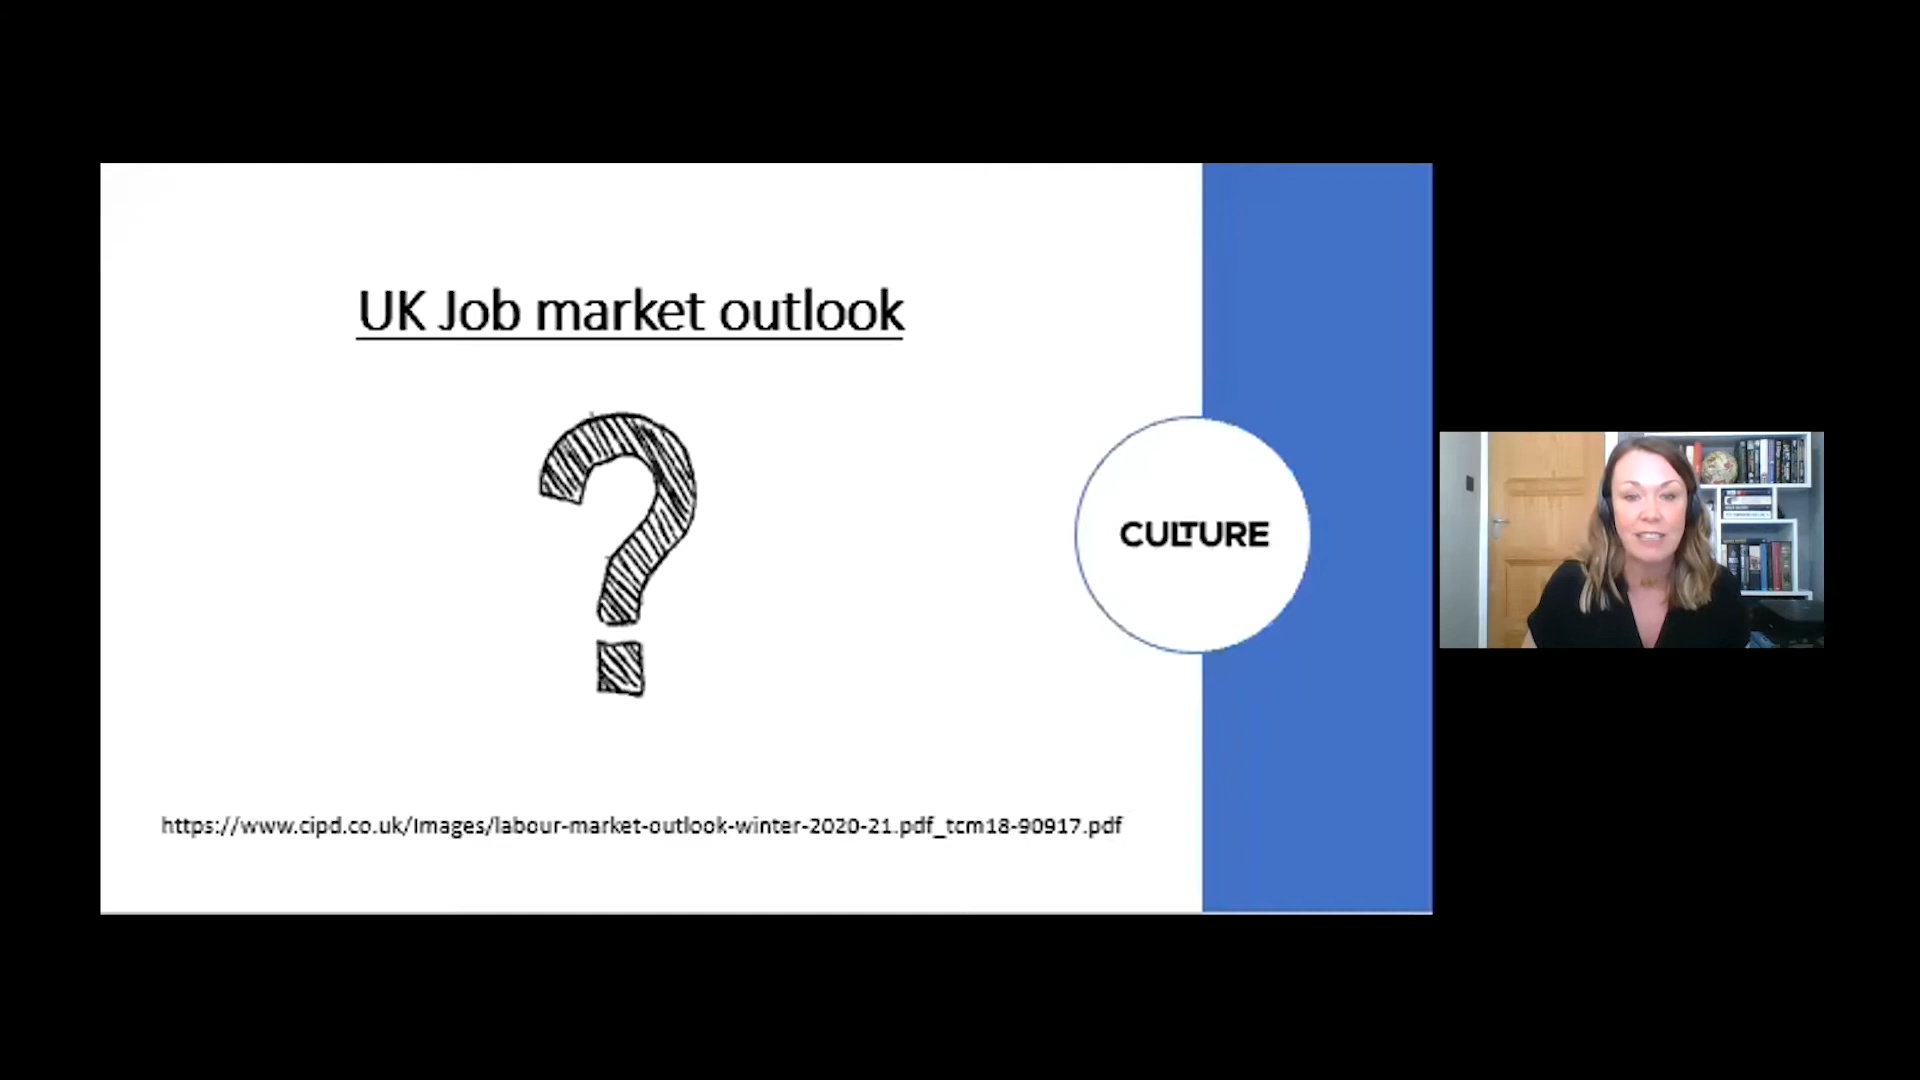 UK Job market outlook
?
CULTURE
https://www.cipd.co.uk/Images/labour-market-outlook-winter-2020-21.pdf_tcm18-90917.pdf